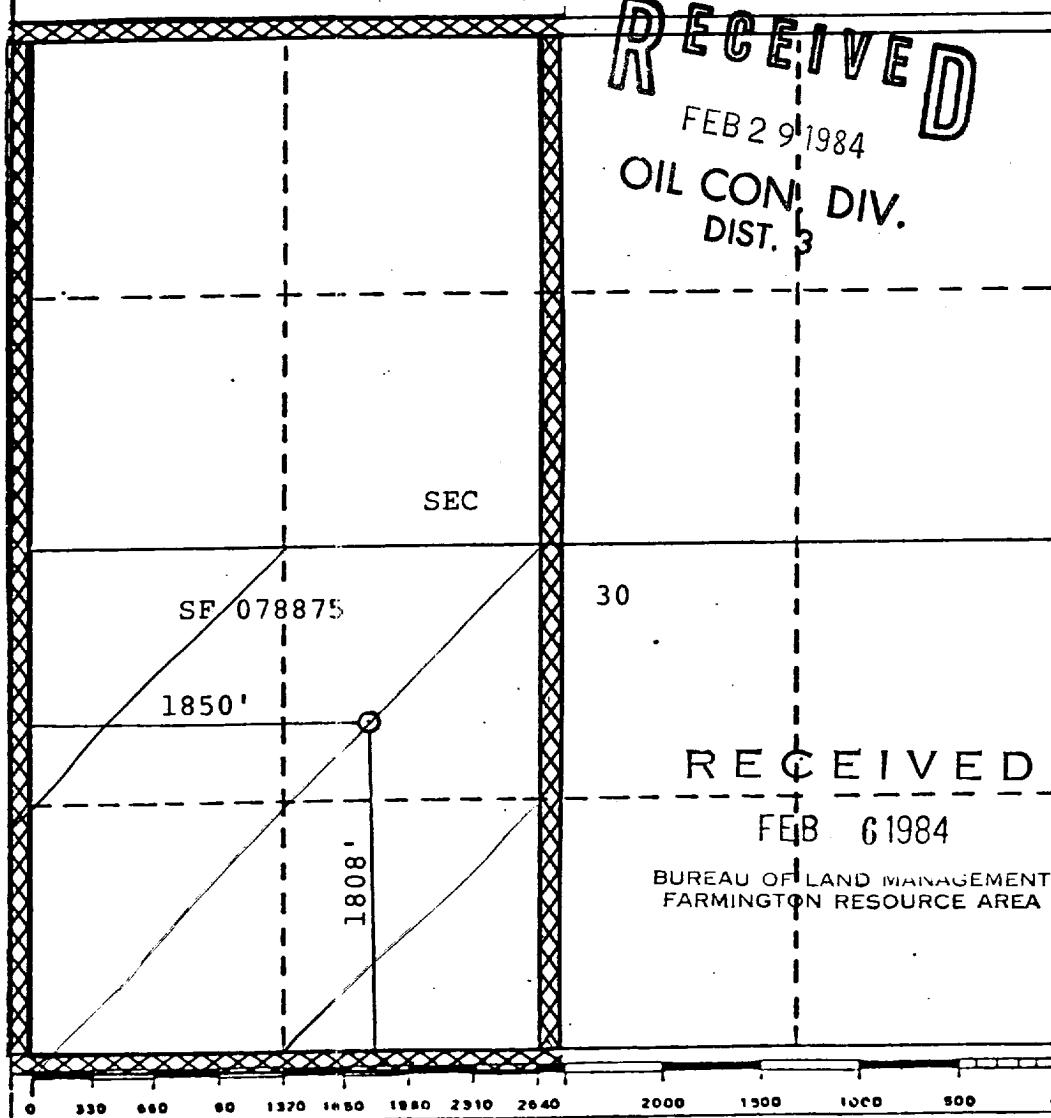 RECEIVED
FEB 29 1984
OIL CON. DIV.
DIST. 3
SEC
30
SF 078875
1850'
1808'
RECEIVED
FEB 6 1984
BUREAU OF LAND MANAGEMENT
FARMINGTON RESOURCE AREA
0 330 660 90 1320 1650 1980 2310 2640 2000 1500 1000 500